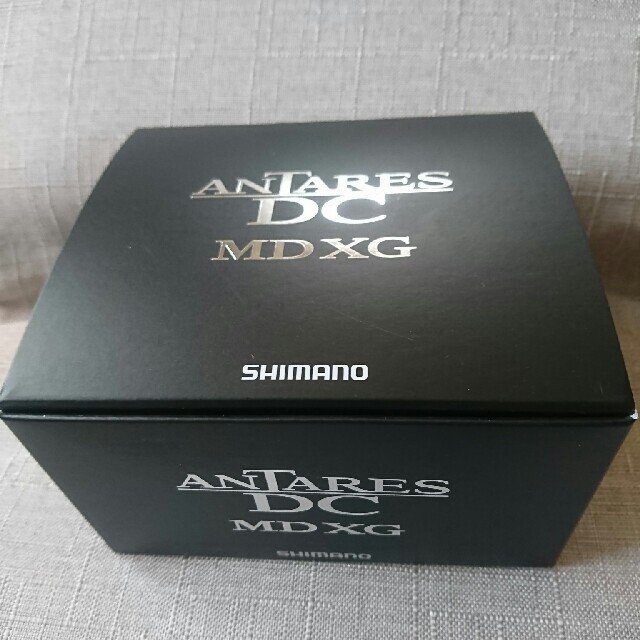 ANTARES
DC
MD XG
SHIMANO
ANTARES
DC
MD XG
SHIMANO